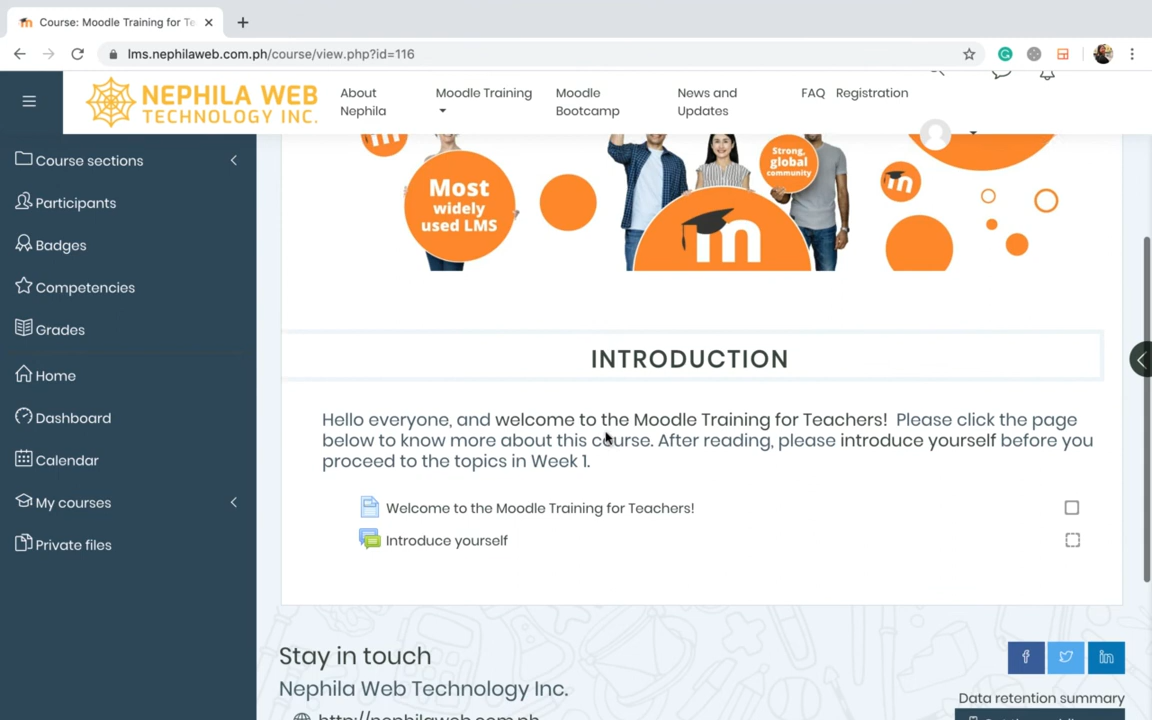 Course: Moodle Training for Te
lms.nephilaweb.com.ph/course/view.php?id=116
NEPHILA WEB
TECHNOLOGY INC.
About
Nephila
Moodle Training
Moodle
Bootcamp
News and
Updates
FAQ
Registration
Course sections
Participants
Badges
Competencies
Grades
Home
Dashboard
Calendar
My courses
Private files
Most
widely
used LMS
Strong,
global
community
m
m
m
INTRODUCTION
Hello everyone, and welcome to the Moodle Training for Teachers! Please click the page
below to know more about this course. After reading, please introduce yourself before you
proceed to the topics in Week 1.
Welcome to the Moodle Training for Teachers!
Introduce yourself
Stay in touch
Nephila Web Technology Inc.
http://nephilaweb.com.ph
Data retention summary